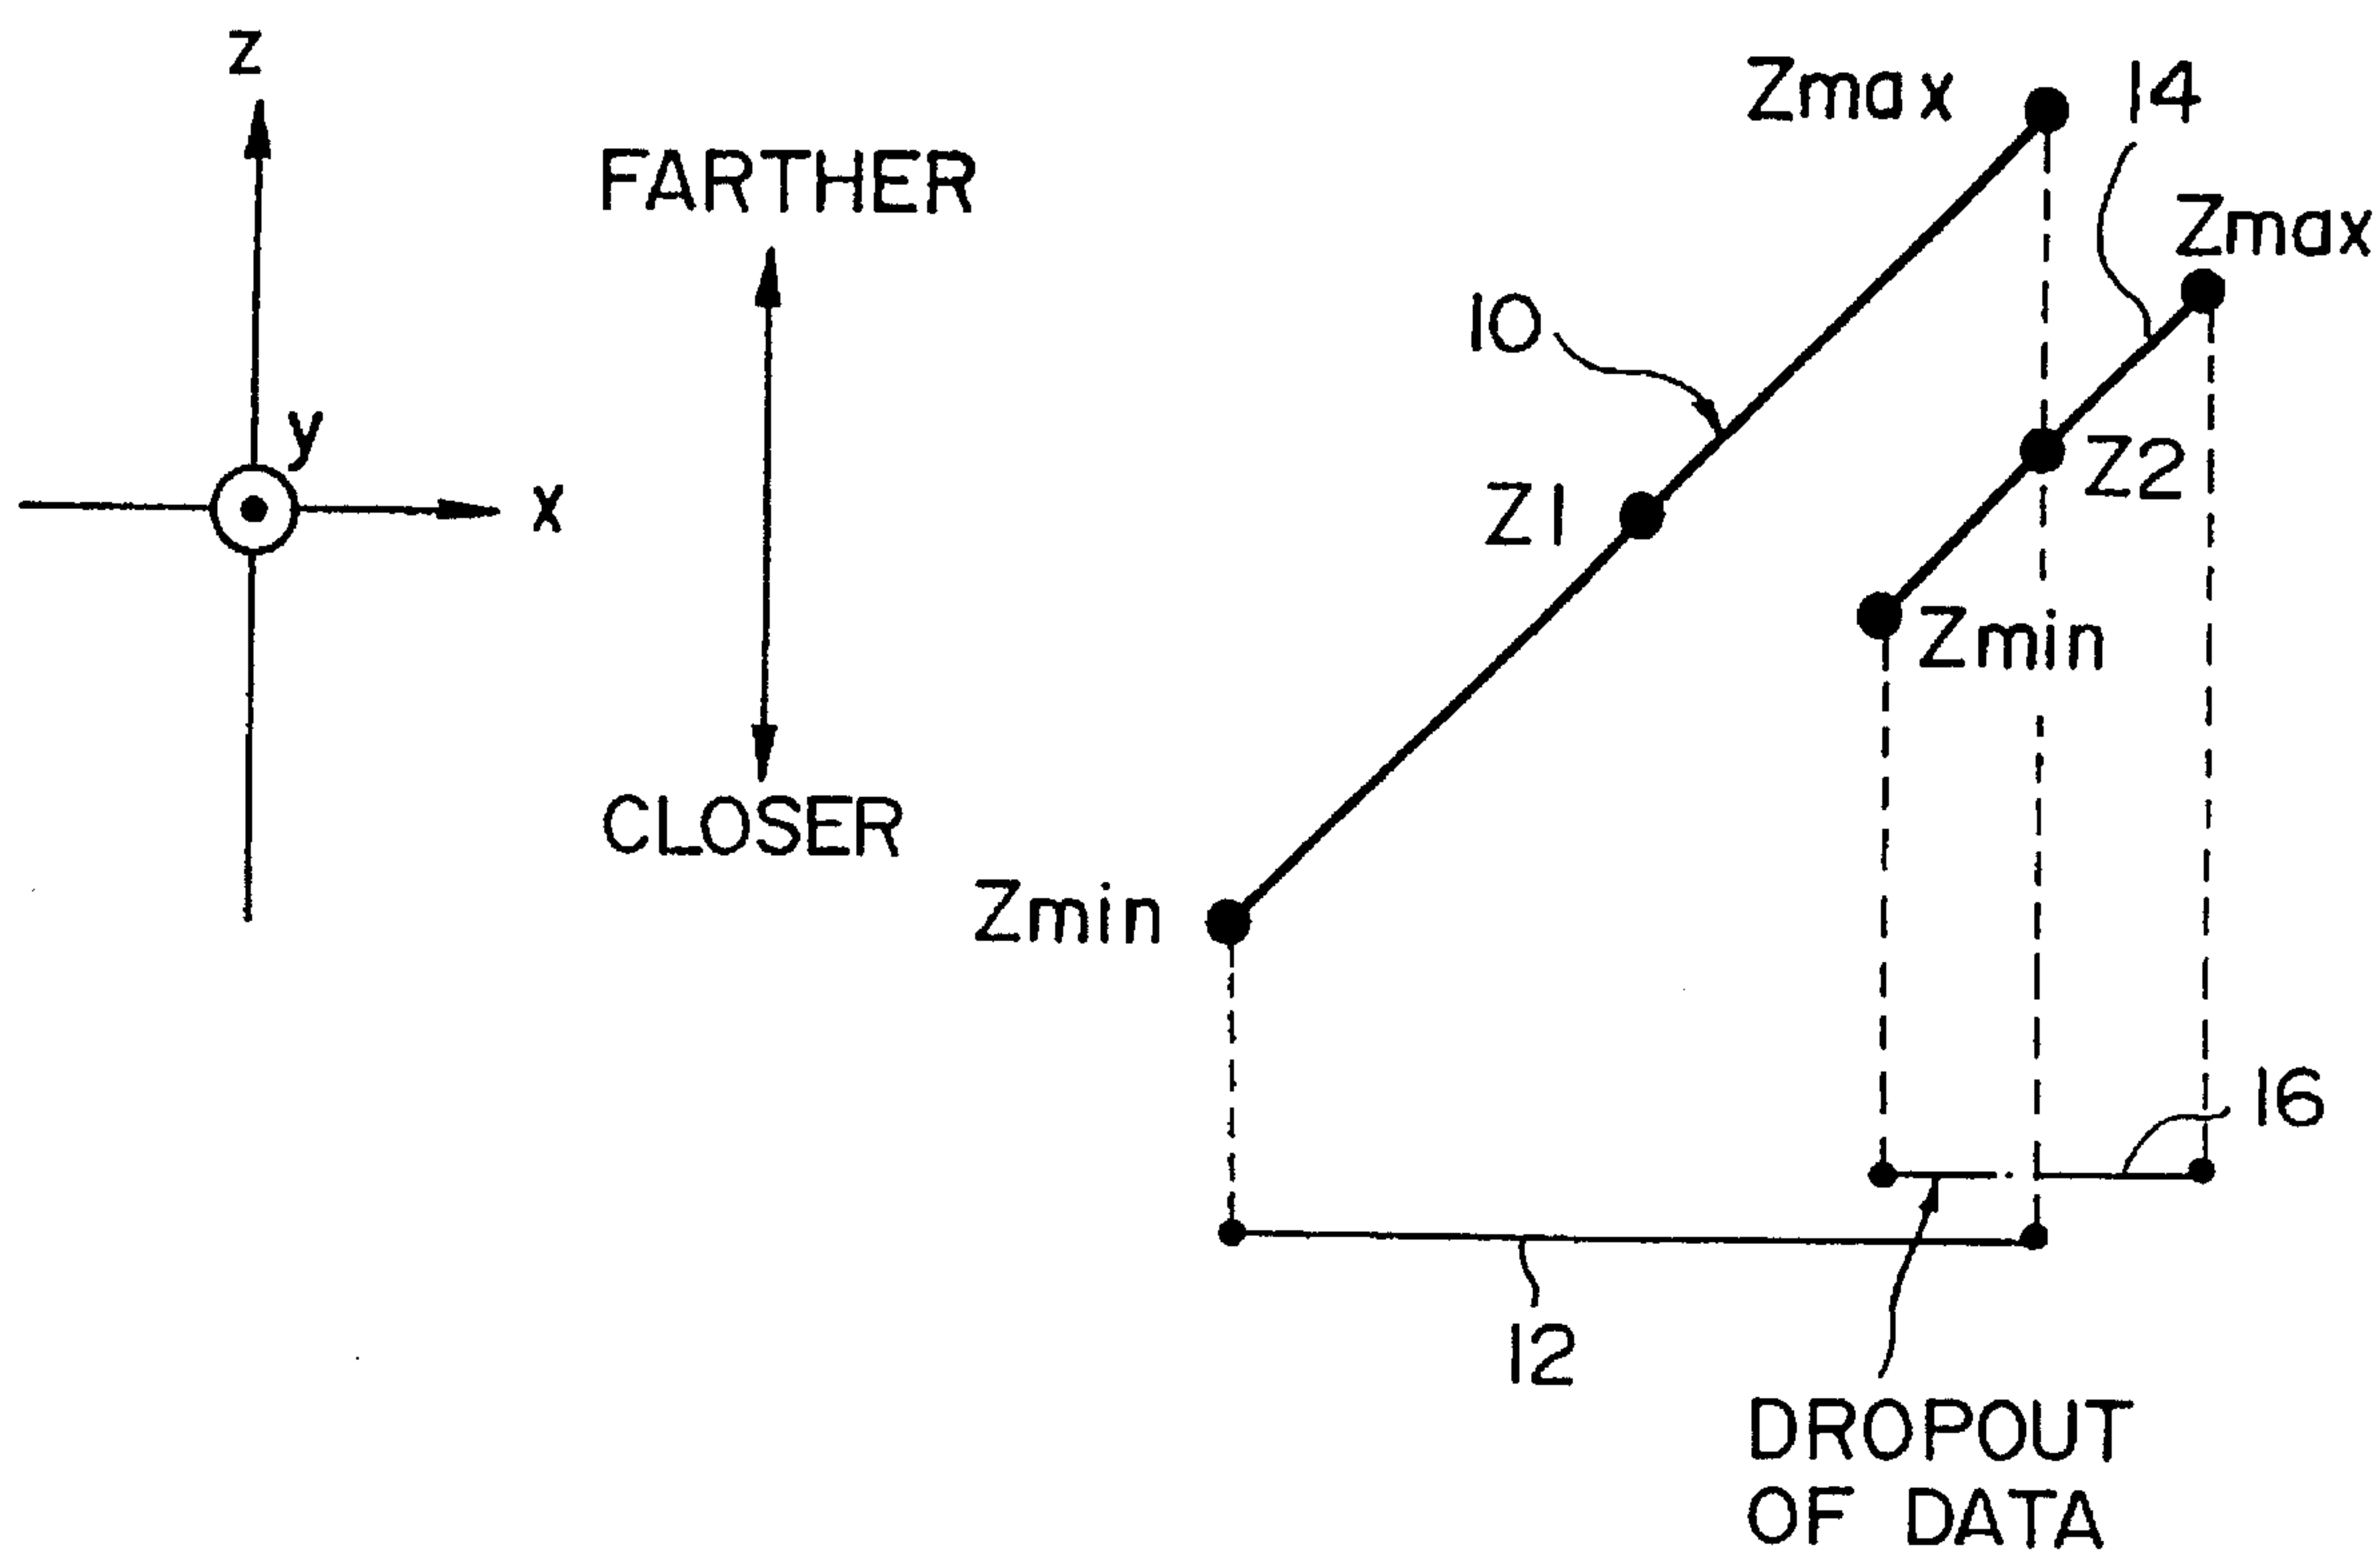 z
y
x
FARTHER
CLOSER
Zmax
14
Zmax
10
Z1
Z2
Zmin
Zmin
16
12
DROPOUT
OF DATA